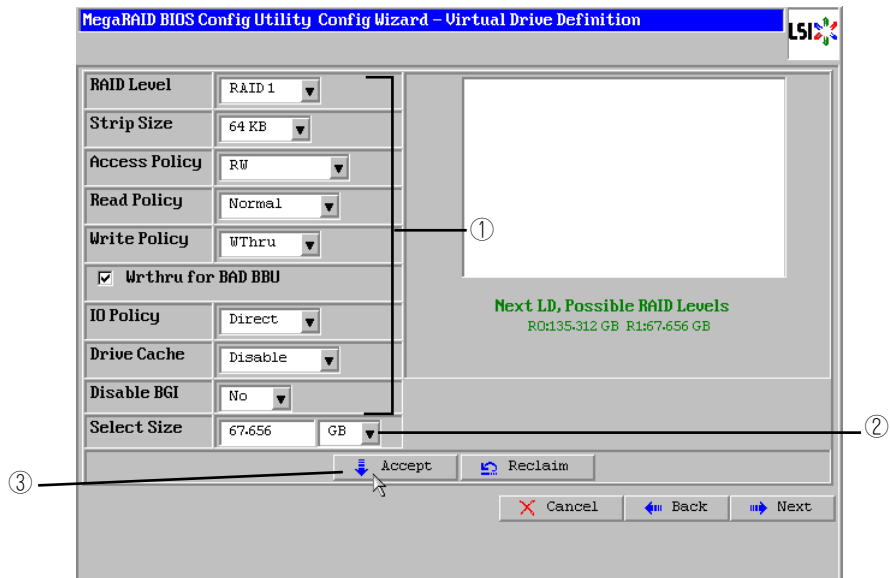 MegaRAID BIOS Config Utility Config Wizard – Virtual Drive Definition
LSI
RAID Level RAID 1
Strip Size 64 KB
Access Policy RW
Read Policy Normal
Write Policy WThru
Wrthru for BAD BBU
IO Policy Direct
Drive Cache Disable
Disable BGI No
Select Size 67.656 GB
①
Next LD, Possible RAID Levels
R0:135.312 GB R1:67.656 GB
②
③
Accept Reclaim
Cancel Back Next